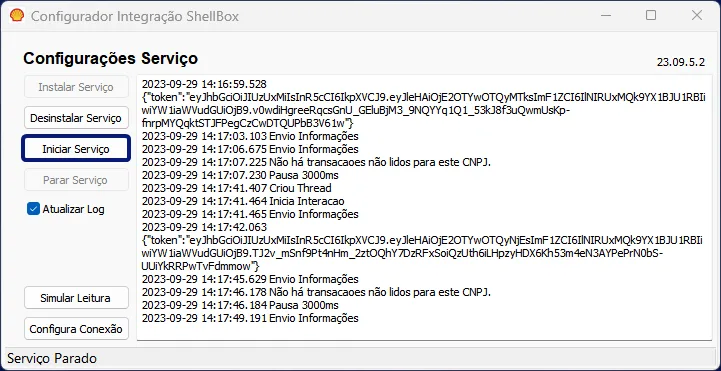 Configurador Integração ShellBox
Configurações Serviço
23.09.5.2
Instalar Serviço
Desinstalar Serviço
Iniciar Serviço
Parar Serviço
Atualizar Log
Simular Leitura
Configura Conexão
2023-09-29 14:16:59.528
{"token":"eyJhbGciOiJIUzUxMiIsInR5cCI6IkpXVCJ9.eyJleHAiOjE2OTYwOTQyMTksImF1ZCI6IlNIRUxMQk9YX1BJU1RBIi
wiYW1iaWVudGUiOjB9.v0wdiHgreeRqcsGnU_GEluBjM3_9NQYYq1Q1_53kJ8f3uQwmUsKp-
fnrpMYQqktSTJFPegCzCwDTQUPbB3V61w"}
2023-09-29 14:17:03.103 Envio Informações
2023-09-29 14:17:06.675 Envio Informações
2023-09-29 14:17:07.225 Não há transacaoes não lidos para este CNPJ.
2023-09-29 14:17:07.230 Pausa 3000ms
2023-09-29 14:17:41.407 Criou Thread
2023-09-29 14:17:41.464 Inicia Interacao
2023-09-29 14:17:41.465 Envio Informações
2023-09-29 14:17:42.063
{"token":"eyJhbGciOiJIUzUxMiIsInR5cCI6IkpXVCJ9.eyJleHAiOjE2OTYwOTQyNjEsImF1ZCI6IlNIRUxMQk9YX1BJU1RBIi
wiYW1iaWVudGUiOjB9.TJ2v_mSnf9Pt4nHm_2ztOQhY7DzRFxSoiQzUth6iLHpzyHDX6Kh53m4eN3AYPePrN0bS-
UUiYkRRPwTvFdmmow"}
2023-09-29 14:17:45.629 Envio Informações
2023-09-29 14:17:46.178 Não há transacaoes não lidos para este CNPJ.
2023-09-29 14:17:46.184 Pausa 3000ms
2023-09-29 14:17:49.191 Envio Informações
Serviço Parado